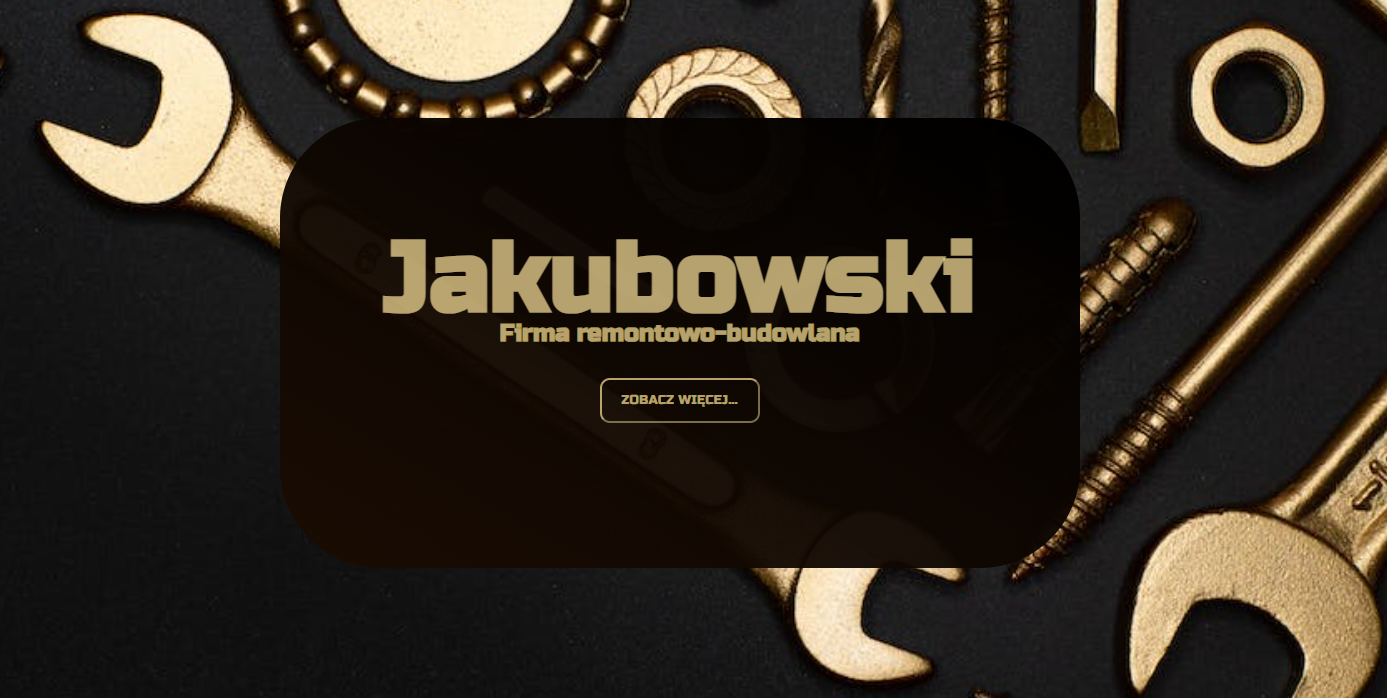 Jakubowski
Firma remontowo-budowlana
ZOBACZ WIĘCEJ...